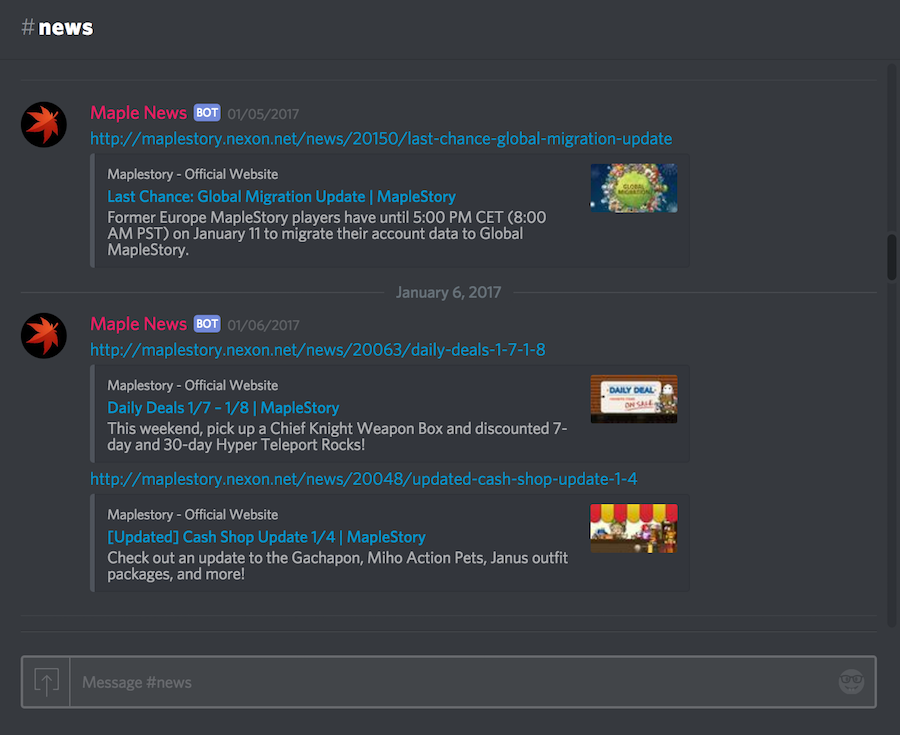 #news
Maple News BOT 01/05/2017
http://maplestory.nexon.net/news/20150/last-chance-global-migration-update
Maplestory - Official Website
Last Chance: Global Migration Update | MapleStory
GLOBAL
MIGRATION
Former Europe MapleStory players have until 5:00 PM CET (8:00
AM PST) on January 11 to migrate their account data to Global
MapleStory.
January 6, 2017
Maple News BOT 01/06/2017
http://maplestory.nexon.net/news/20063/daily-deals-1-7-1-8
Maplestory - Official Website
Daily Deals 1/7 – 1/8 | MapleStory
DAILY DEAL
ON SALE
This weekend, pick up a Chief Knight Weapon Box and discounted 7-
day and 30-day Hyper Teleport Rocks!
http://maplestory.nexon.net/news/20048/updated-cash-shop-update-1-4
Maplestory - Official Website
[Updated] Cash Shop Update 1/4 | MapleStory
Check out an update to the Gachapon, Miho Action Pets, Janus outfit
packages, and more!
Message #news